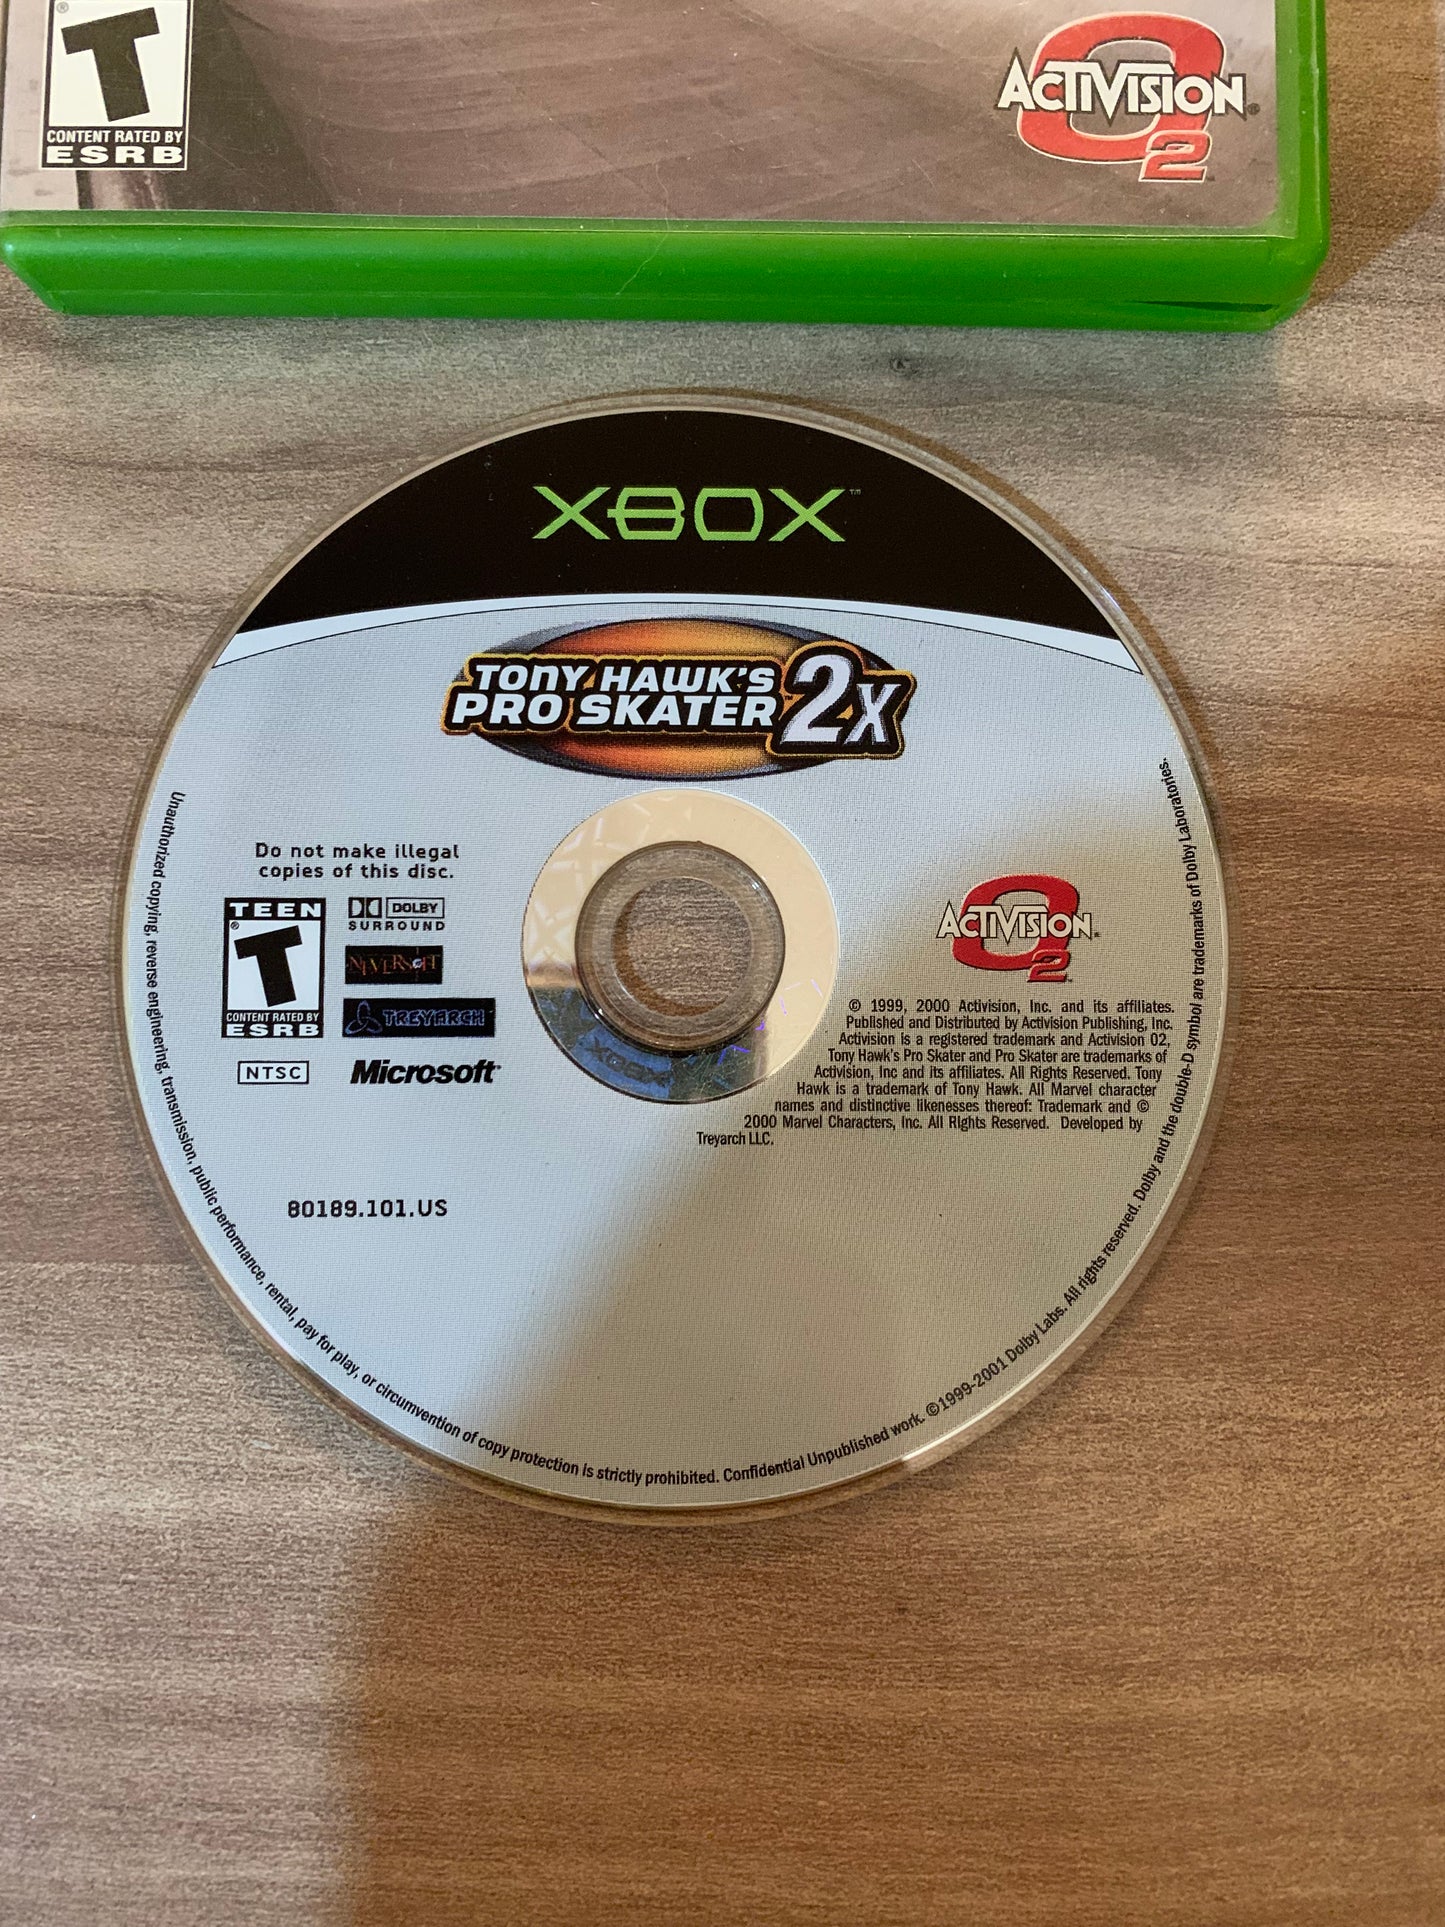 T
CONTENT RATED BY
ESRB
ACTIVISION
O
2
XBOX™
TONY HAWK'S
PRO SKATER™ 2x
Do not make illegal
copies of this disc.
TEEN
T
CONTENT RATED BY
ESRB
DOLBY
SURROUND
NEVERSOFT
TREYARCH
NTSC
Microsoft®
ACTIVISION®
O
2
© 1999, 2000 Activision, Inc. and its affiliates.
Published and Distributed by Activision Publishing, Inc.
Activision is a registered trademark and Activision O2,
Tony Hawk's Pro Skater and Pro Skater are trademarks of
Activision, Inc and its affiliates. All Rights Reserved. Tony
Hawk is a trademark of Tony Hawk. All Marvel character
names and distinctive likenesses thereof: Trademark and ©
2000 Marvel Characters, Inc. All Rights Reserved. Developed by
Treyarch LLC.
80189.101.US
Unauthorized copying, reverse engineering, transmission, public performance, rental, pay for play, or circumvention of copy protection is strictly prohibited. Confidential Unpublished work. ©1999-2001 Dolby Labs. All rights reserved. Dolby and the double-D symbol are trademarks of Dolby Laboratories.